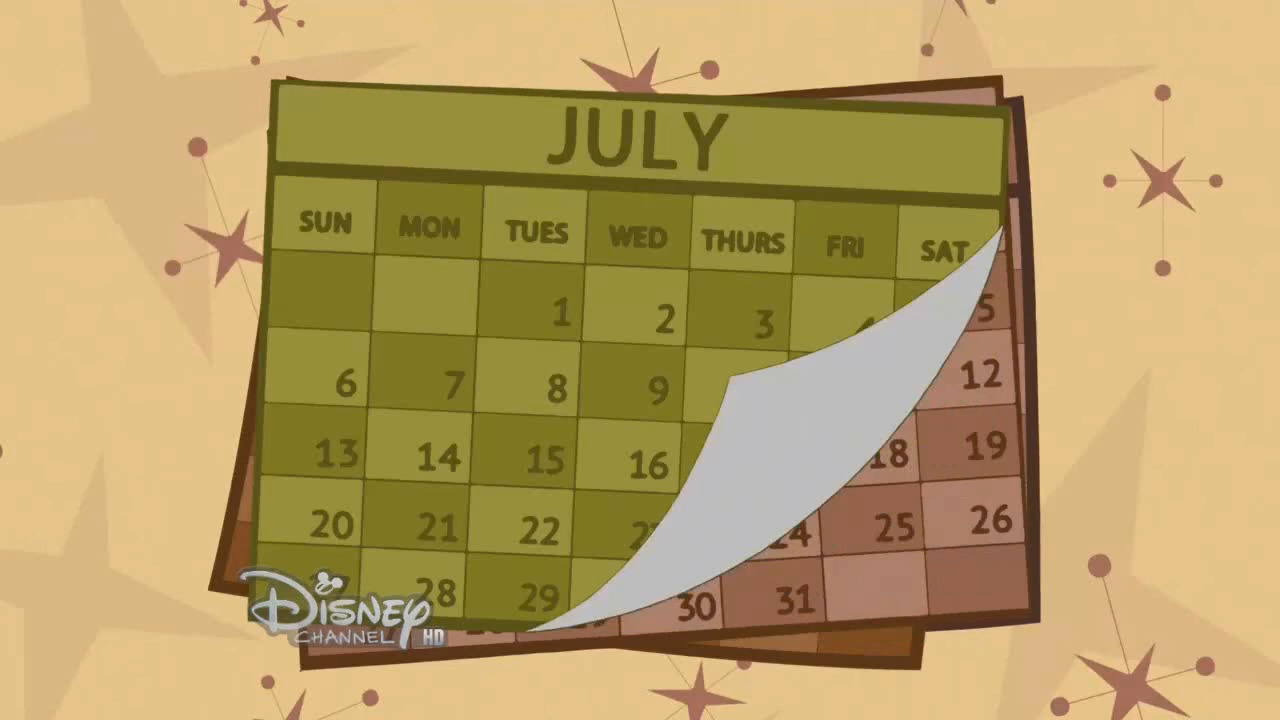 JULY
SUN MON TUES WED THURS FRI SAT
1 2 3 5
6 7 8 9 12
13 14 15 16 18 19
20 21 22 24 25 26
28 29 30 31
DISNEY
CHANNEL HD